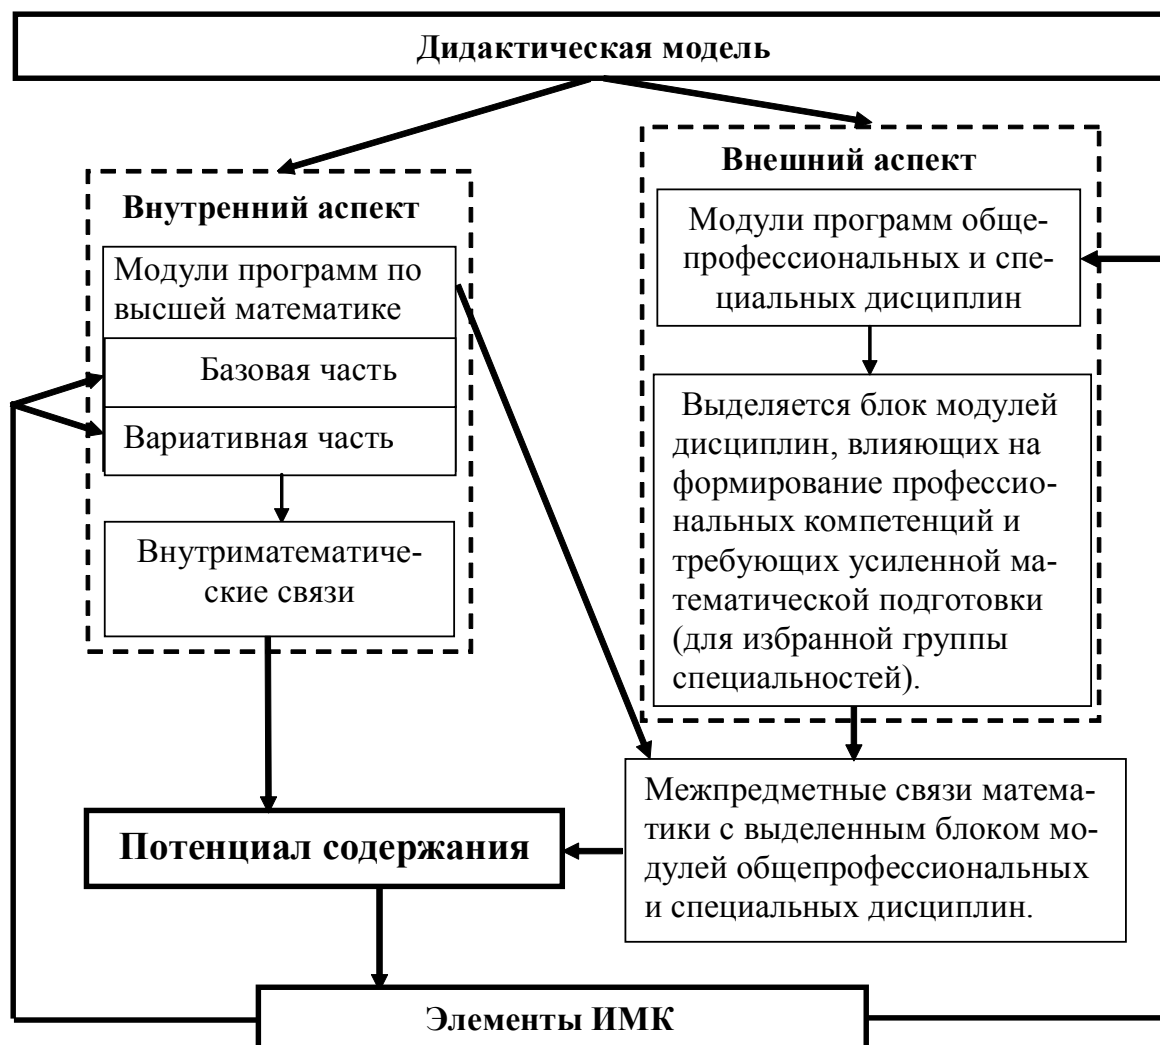 Дидактическая модель
Внутренний аспект
Модули программ по
высшей математике
Базовая часть
Вариативная часть
Внутриматематиче-
ские связи
Внешний аспект
Модули программ обще-
профессиональных и спе-
циальных дисциплин
Выделяется блок модулей
дисциплин, влияющих на
формирование профессио-
нальных компетенций и
требующих усиленной ма-
тематической подготовки
(для избранной группы
специальностей).
Межпредметные связи матема-
тики с выделенным блоком мо-
дулей общепрофессиональных
и специальных дисциплин.
Потенциал содержания
Элементы ИМК